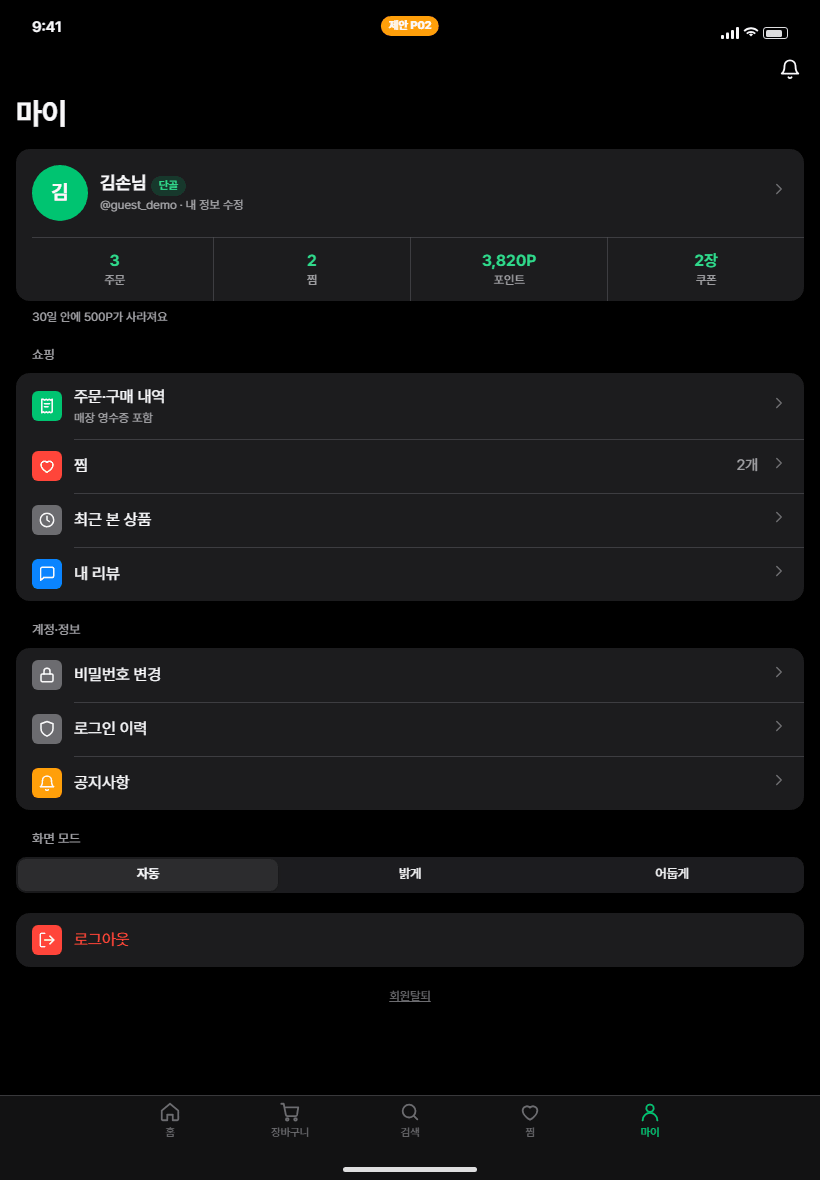 9:41
제안 P02
마이
김
김손님 단골
@guest_demo · 내 정보 수정
3
주문
2
찜
3,820P
포인트
2장
쿠폰
30일 안에 500P가 사라져요
쇼핑
주문·구매 내역
매장 영수증 포함
찜
2개
최근 본 상품
내 리뷰
계정·정보
비밀번호 변경
로그인 이력
공지사항
화면 모드
자동
밝게
어둡게
로그아웃
회원탈퇴
홈
장바구니
검색
찜
마이